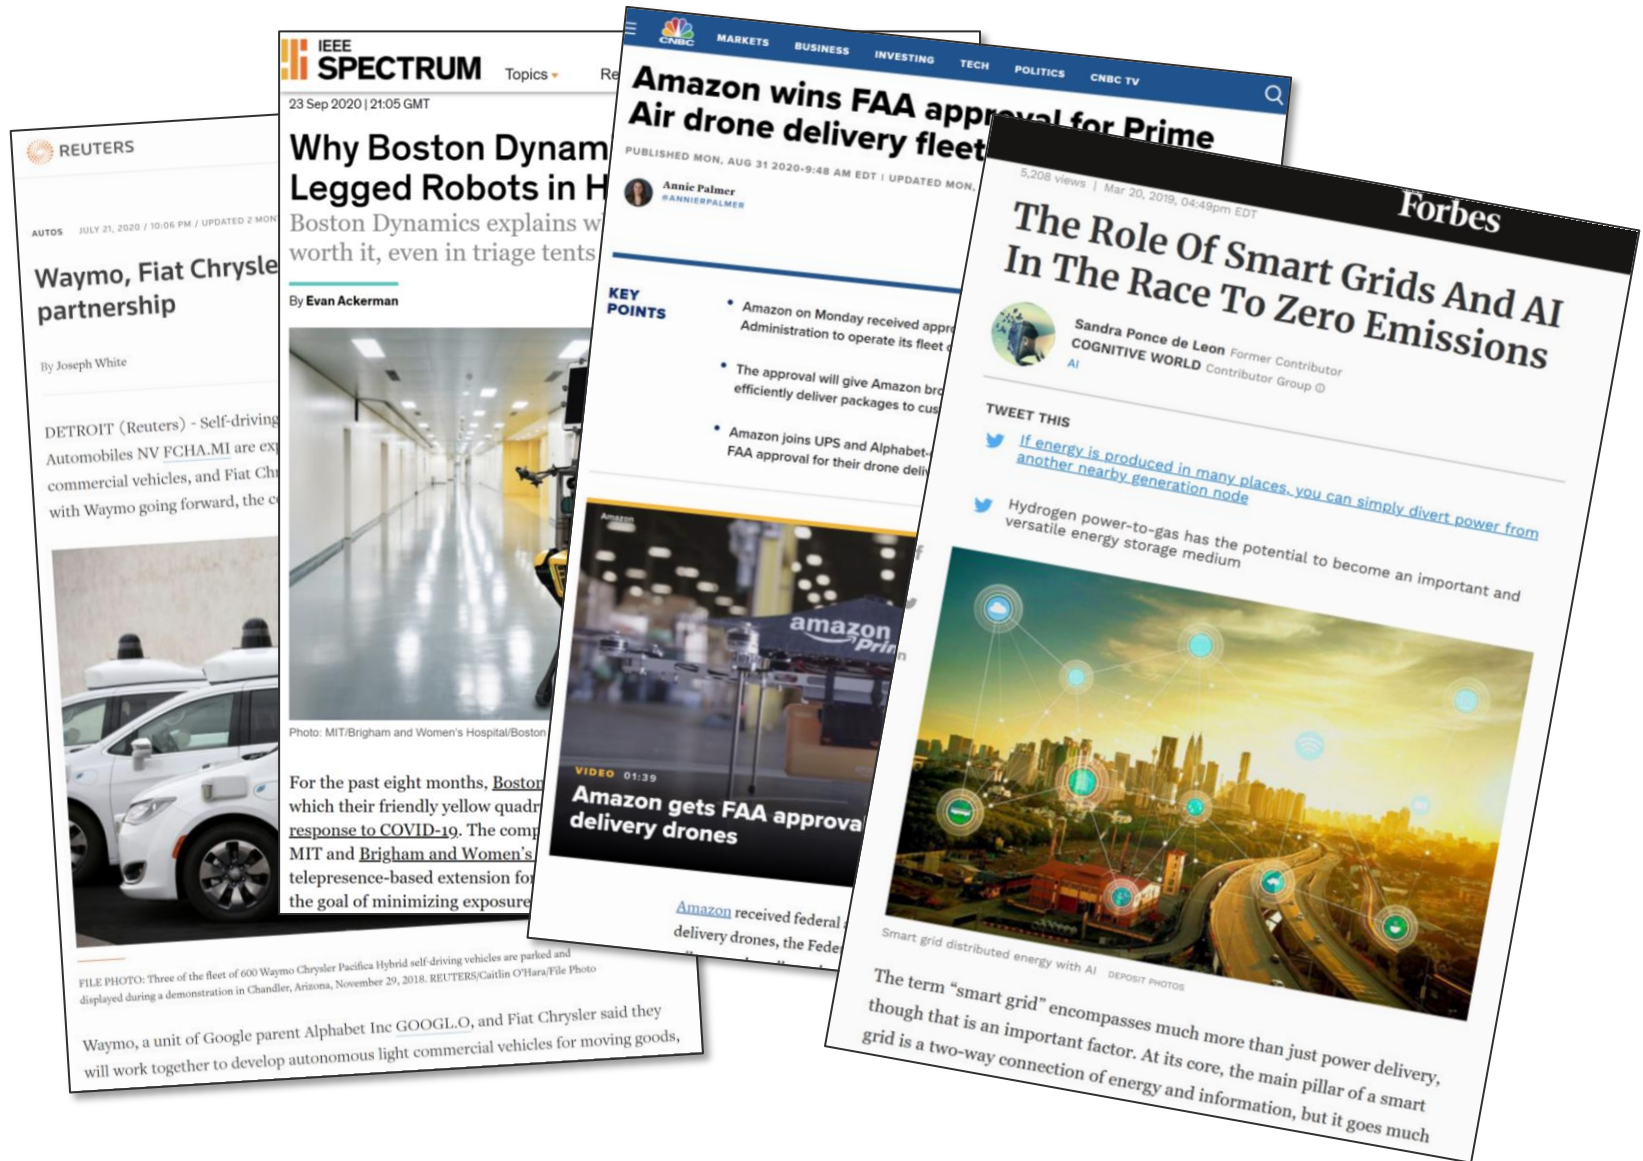 REUTERS
AUTOS JULY 21, 2020 / 10:06 PM / UPDATED 2
Waymo, Fiat
partnership
By Joseph White
DETROIT (Reuters) - Self-driving
Automobiles NV FCHA.MI are
commercial vehicles, and Fiat
with Waymo going forward, the
FILE PHOTO: Three of the fleet of 600 Waymo Chrysler Pacifica Hybrid self-driving vehicles are parked and
displayed during a demonstration in Chandler, Arizona, November 29, 2018. REUTERS/Caitlin O'Hara/File Photo
Waymo, a unit of Google parent Alphabet Inc GOOGL.O, and Fiat Chrysler said they
will work together to develop autonomous light commercial vehicles for moving goods,
IEEE
SPECTRUM
Topics
23 Sep 2020 | 21:05 GMT
Why Boston
Legged Robots in
Boston Dynamics explains
worth it, even in triage tents
By Evan Ackerman
Photo: MIT/Brigham and Women's Hospital/Boston
For the past eight months, Boston
which their friendly yellow
response to COVID-19. The
MIT and Brigham and Women's
telepresence-based extension for
the goal of minimizing exposure
CNBC
MARKETS BUSINESS INVESTING TECH POLITICS CNBC TV
Amazon wins FAA approval for Prime
Air drone delivery fleet
PUBLISHED MON, AUG 31 2020•9:48 AM EDT | UPDATED MON,
Annie Palmer
@ANNIERPALMER
KEY
POINTS
• Amazon on Monday received
Administration to operate its fleet
• The approval will give Amazon
efficiently deliver packages to
• Amazon joins UPS and Alphabet-
FAA approval for their drone
Amazon
amazon
VIDEO 01:39
Amazon gets FAA
delivery drones
Amazon received federal
delivery drones, the
Forbes
5,208 views | Mar 20, 2019, 04:49pm EDT
The Role Of Smart Grids And AI
In The Race To Zero Emissions
Sandra Ponce de Leon Former Contributor
COGNITIVE WORLD Contributor Group
AI
TWEET THIS
If energy is produced in many places, you can simply divert power from
another nearby generation node
Hydrogen power-to-gas has the potential to become an important and
versatile energy storage medium
Smart grid distributed energy with AI DEPOSIT PHOTOS
The term “smart grid” encompasses much more than just power delivery,
though that is an important factor. At its core, the main pillar of a smart
grid is a two-way connection of energy and information, but it goes much